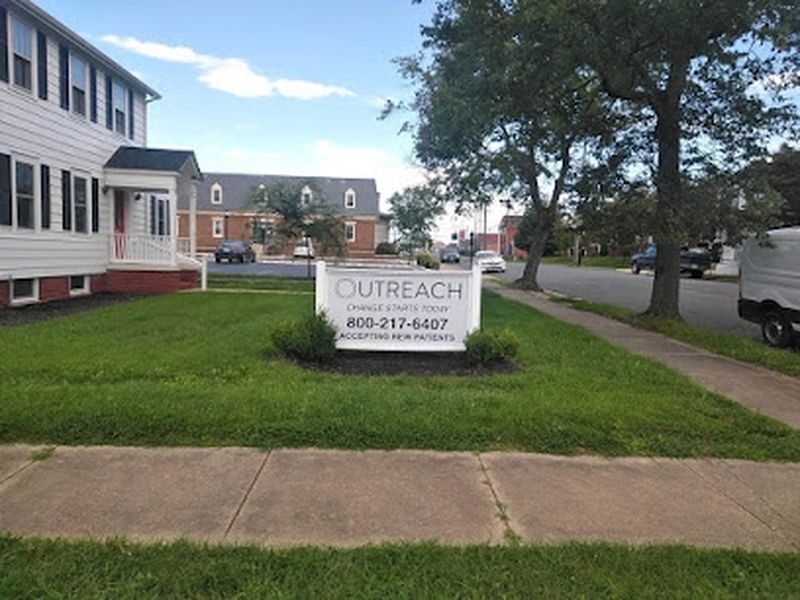 OUTREACH
CHANGE STARTS TODAY
800-217-6407
ACCEPTING NEW PATIENTS